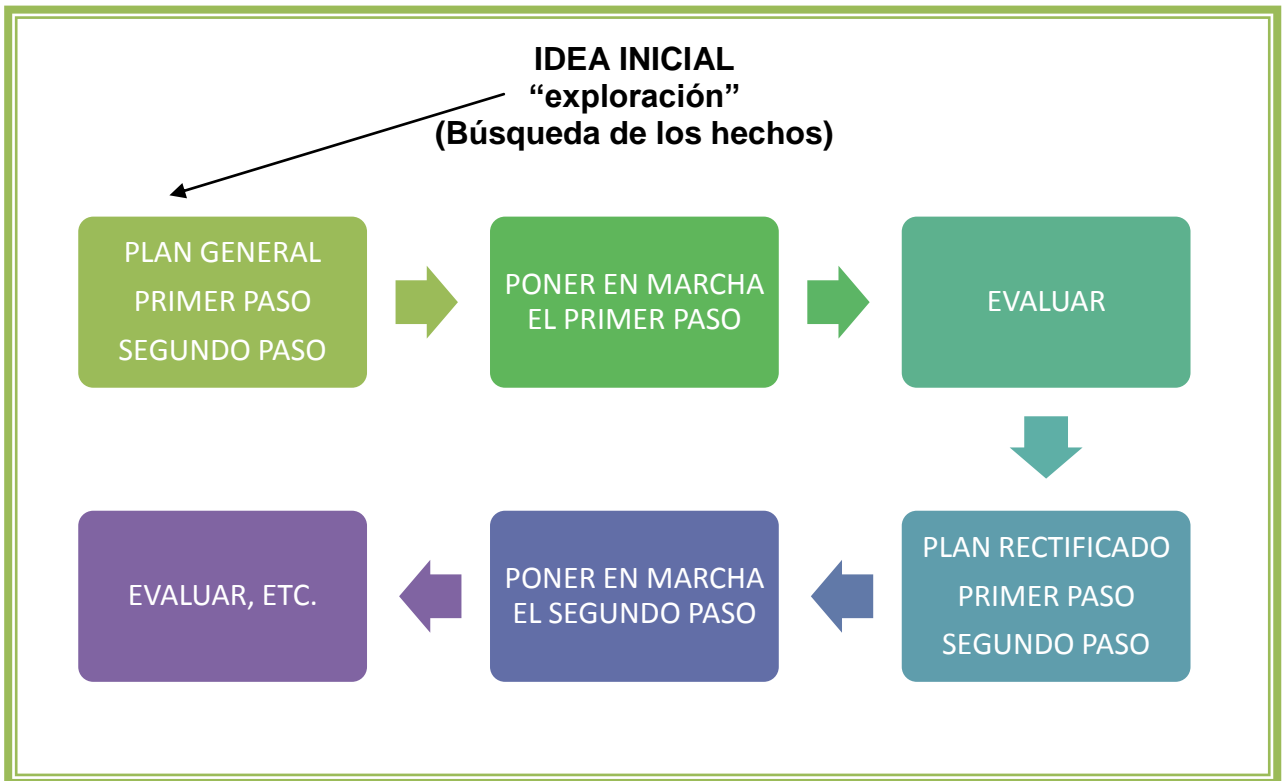 IDEA INICIAL
“exploración”
(Búsqueda de los hechos)
PLAN GENERAL
PRIMER PASO
SEGUNDO PASO
PONER EN MARCHA
EL PRIMER PASO
EVALUAR
PLAN RECTIFICADO
PRIMER PASO
SEGUNDO PASO
PONER EN MARCHA
EL SEGUNDO PASO
EVALUAR, ETC.